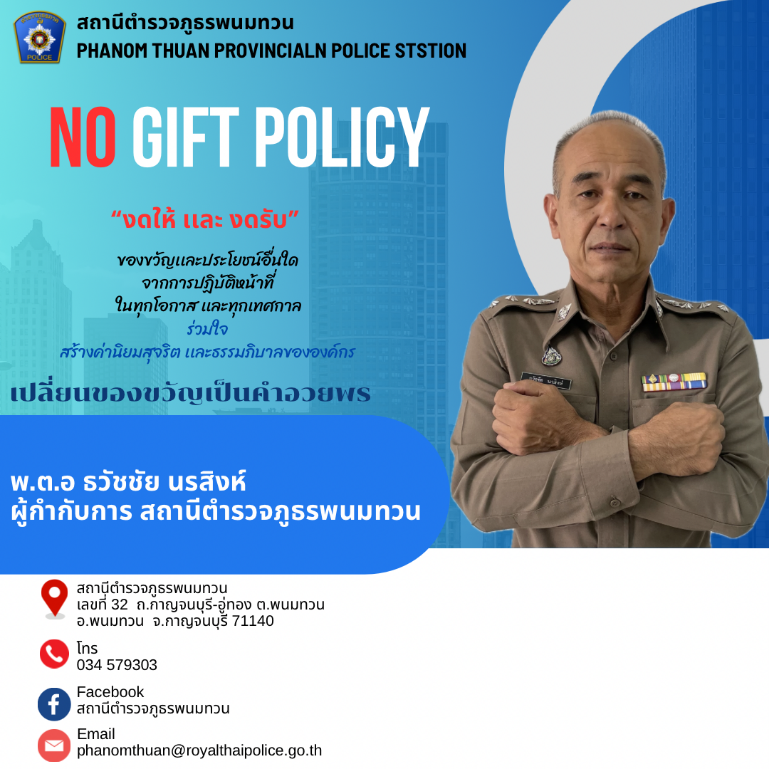 สถานีตำรวจภูธรพนมทวน
PHANOM THUAN PROVINCIALN POLICE STSTION
POLICE
NO GIFT POLICY
“งดให้ และ งดรับ”
ของขวัญและประโยชน์อื่นใด
จากการปฏิบัติหน้าที่
ในทุกโอกาส และทุกเทศกาล
ร่วมใจ
สร้างค่านิยมสุจริต และธรรมภิบาลขององค์กร
เปลี่ยนของขวัญเป็นคำอวยพร
พ.ต.อ ธวัชชัย นรสิงห์
ผู้กำกับการ สถานีตำรวจภูธรพนมทวน
สถานีตำรวจภูธรพนมทวน
เลขที่ 32 ถ.กาญจนบุรี-อู่ทอง ต.พนมทวน
อ.พนมทวน จ.กาญจนบุรี 71140
โทร
034 579303
Facebook
สถานีตำรวจภูธรพนมทวน
Email
phanomthuan@royalthaipolice.go.th